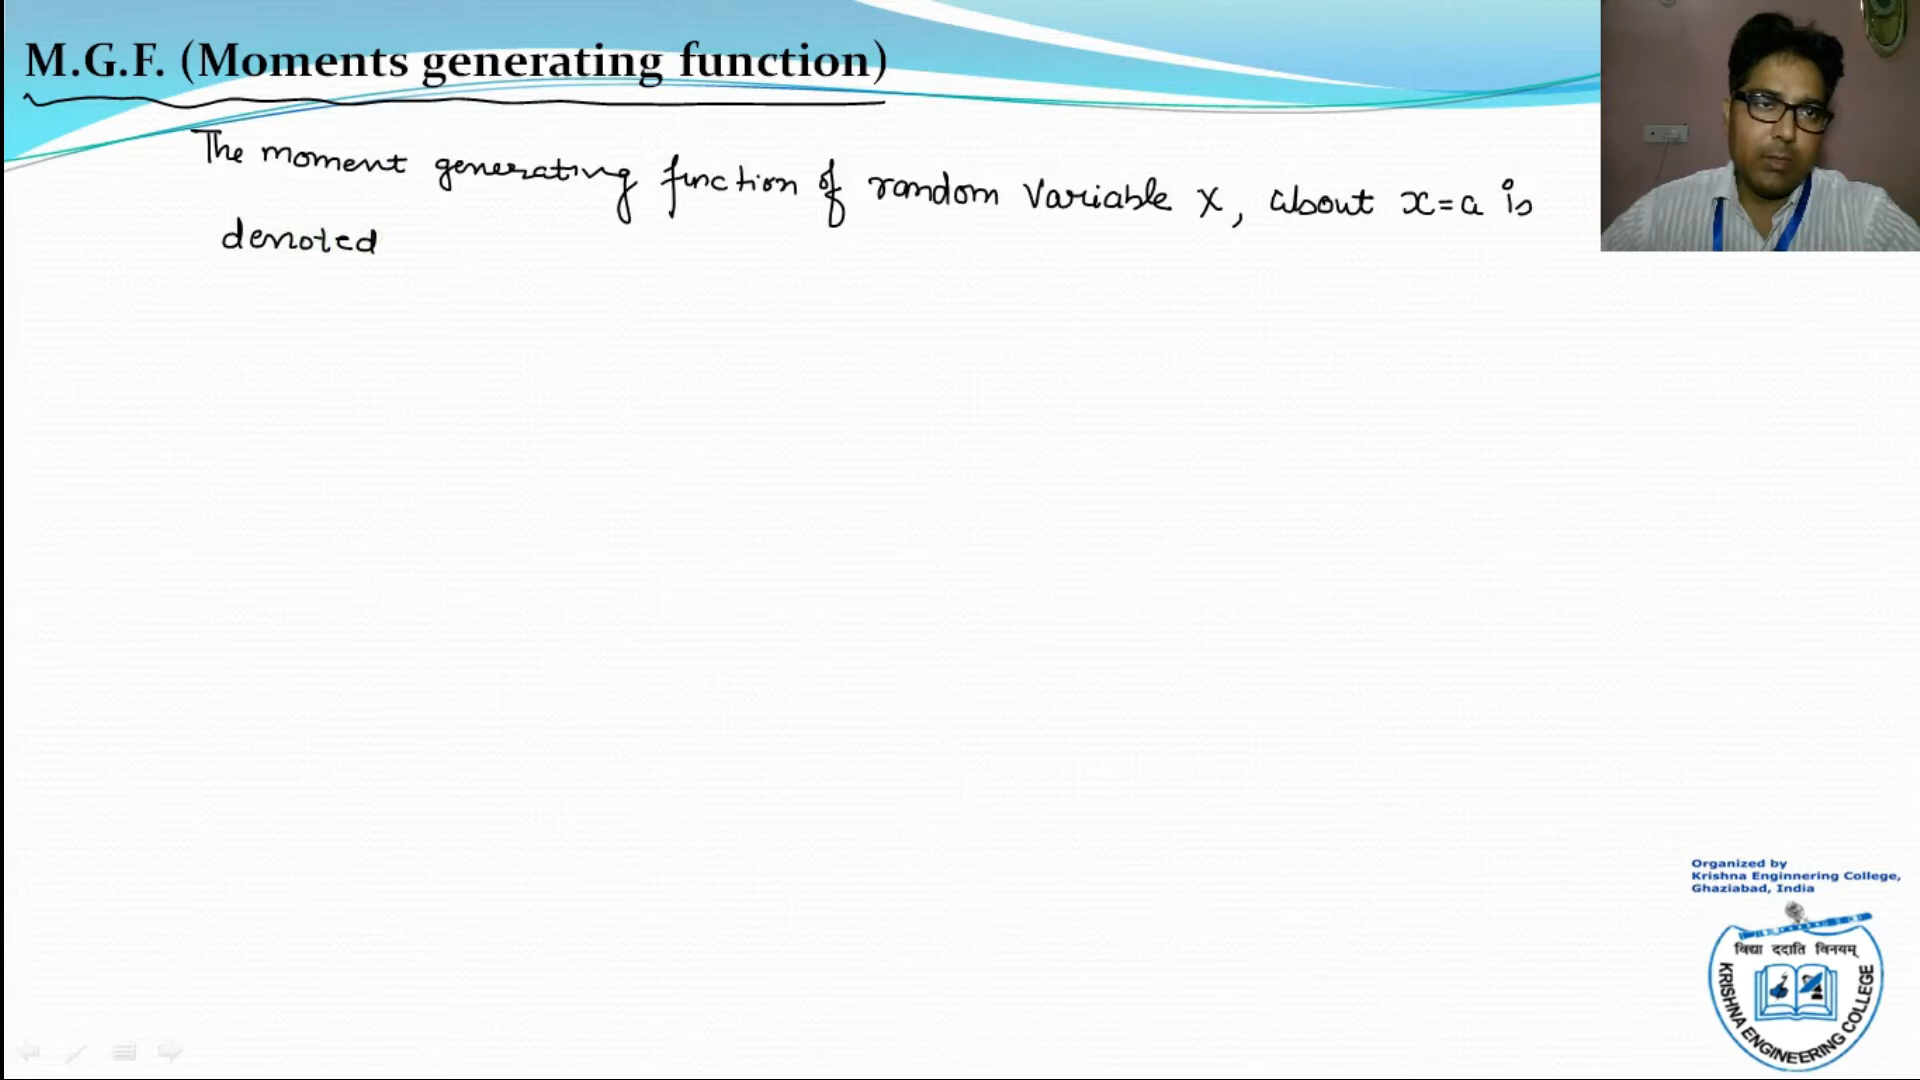 M.G.F. (Moments generating function)
The moment generating function of random variable X, about x=a is
denoted
Organized by
Krishna Enginnering College,
Ghaziabad, India
विद्या ददाति विनयम्
KRISHNA ENGINEERING COLLEGE